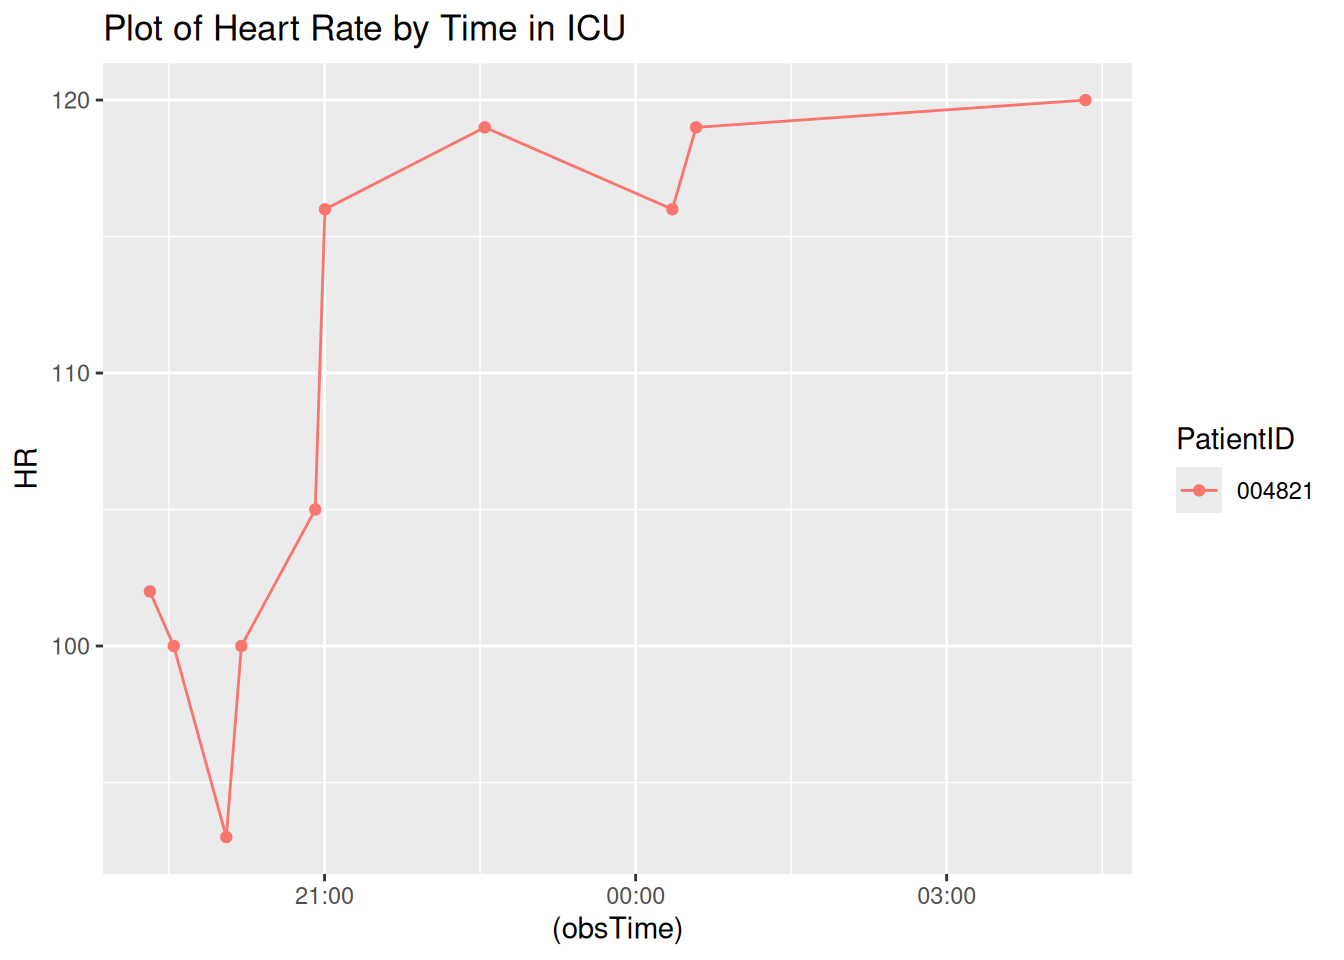 Plot of Heart Rate by Time in ICU
120
110
100
HR
21:00
00:00
03:00
(obsTime)
PatientID
004821